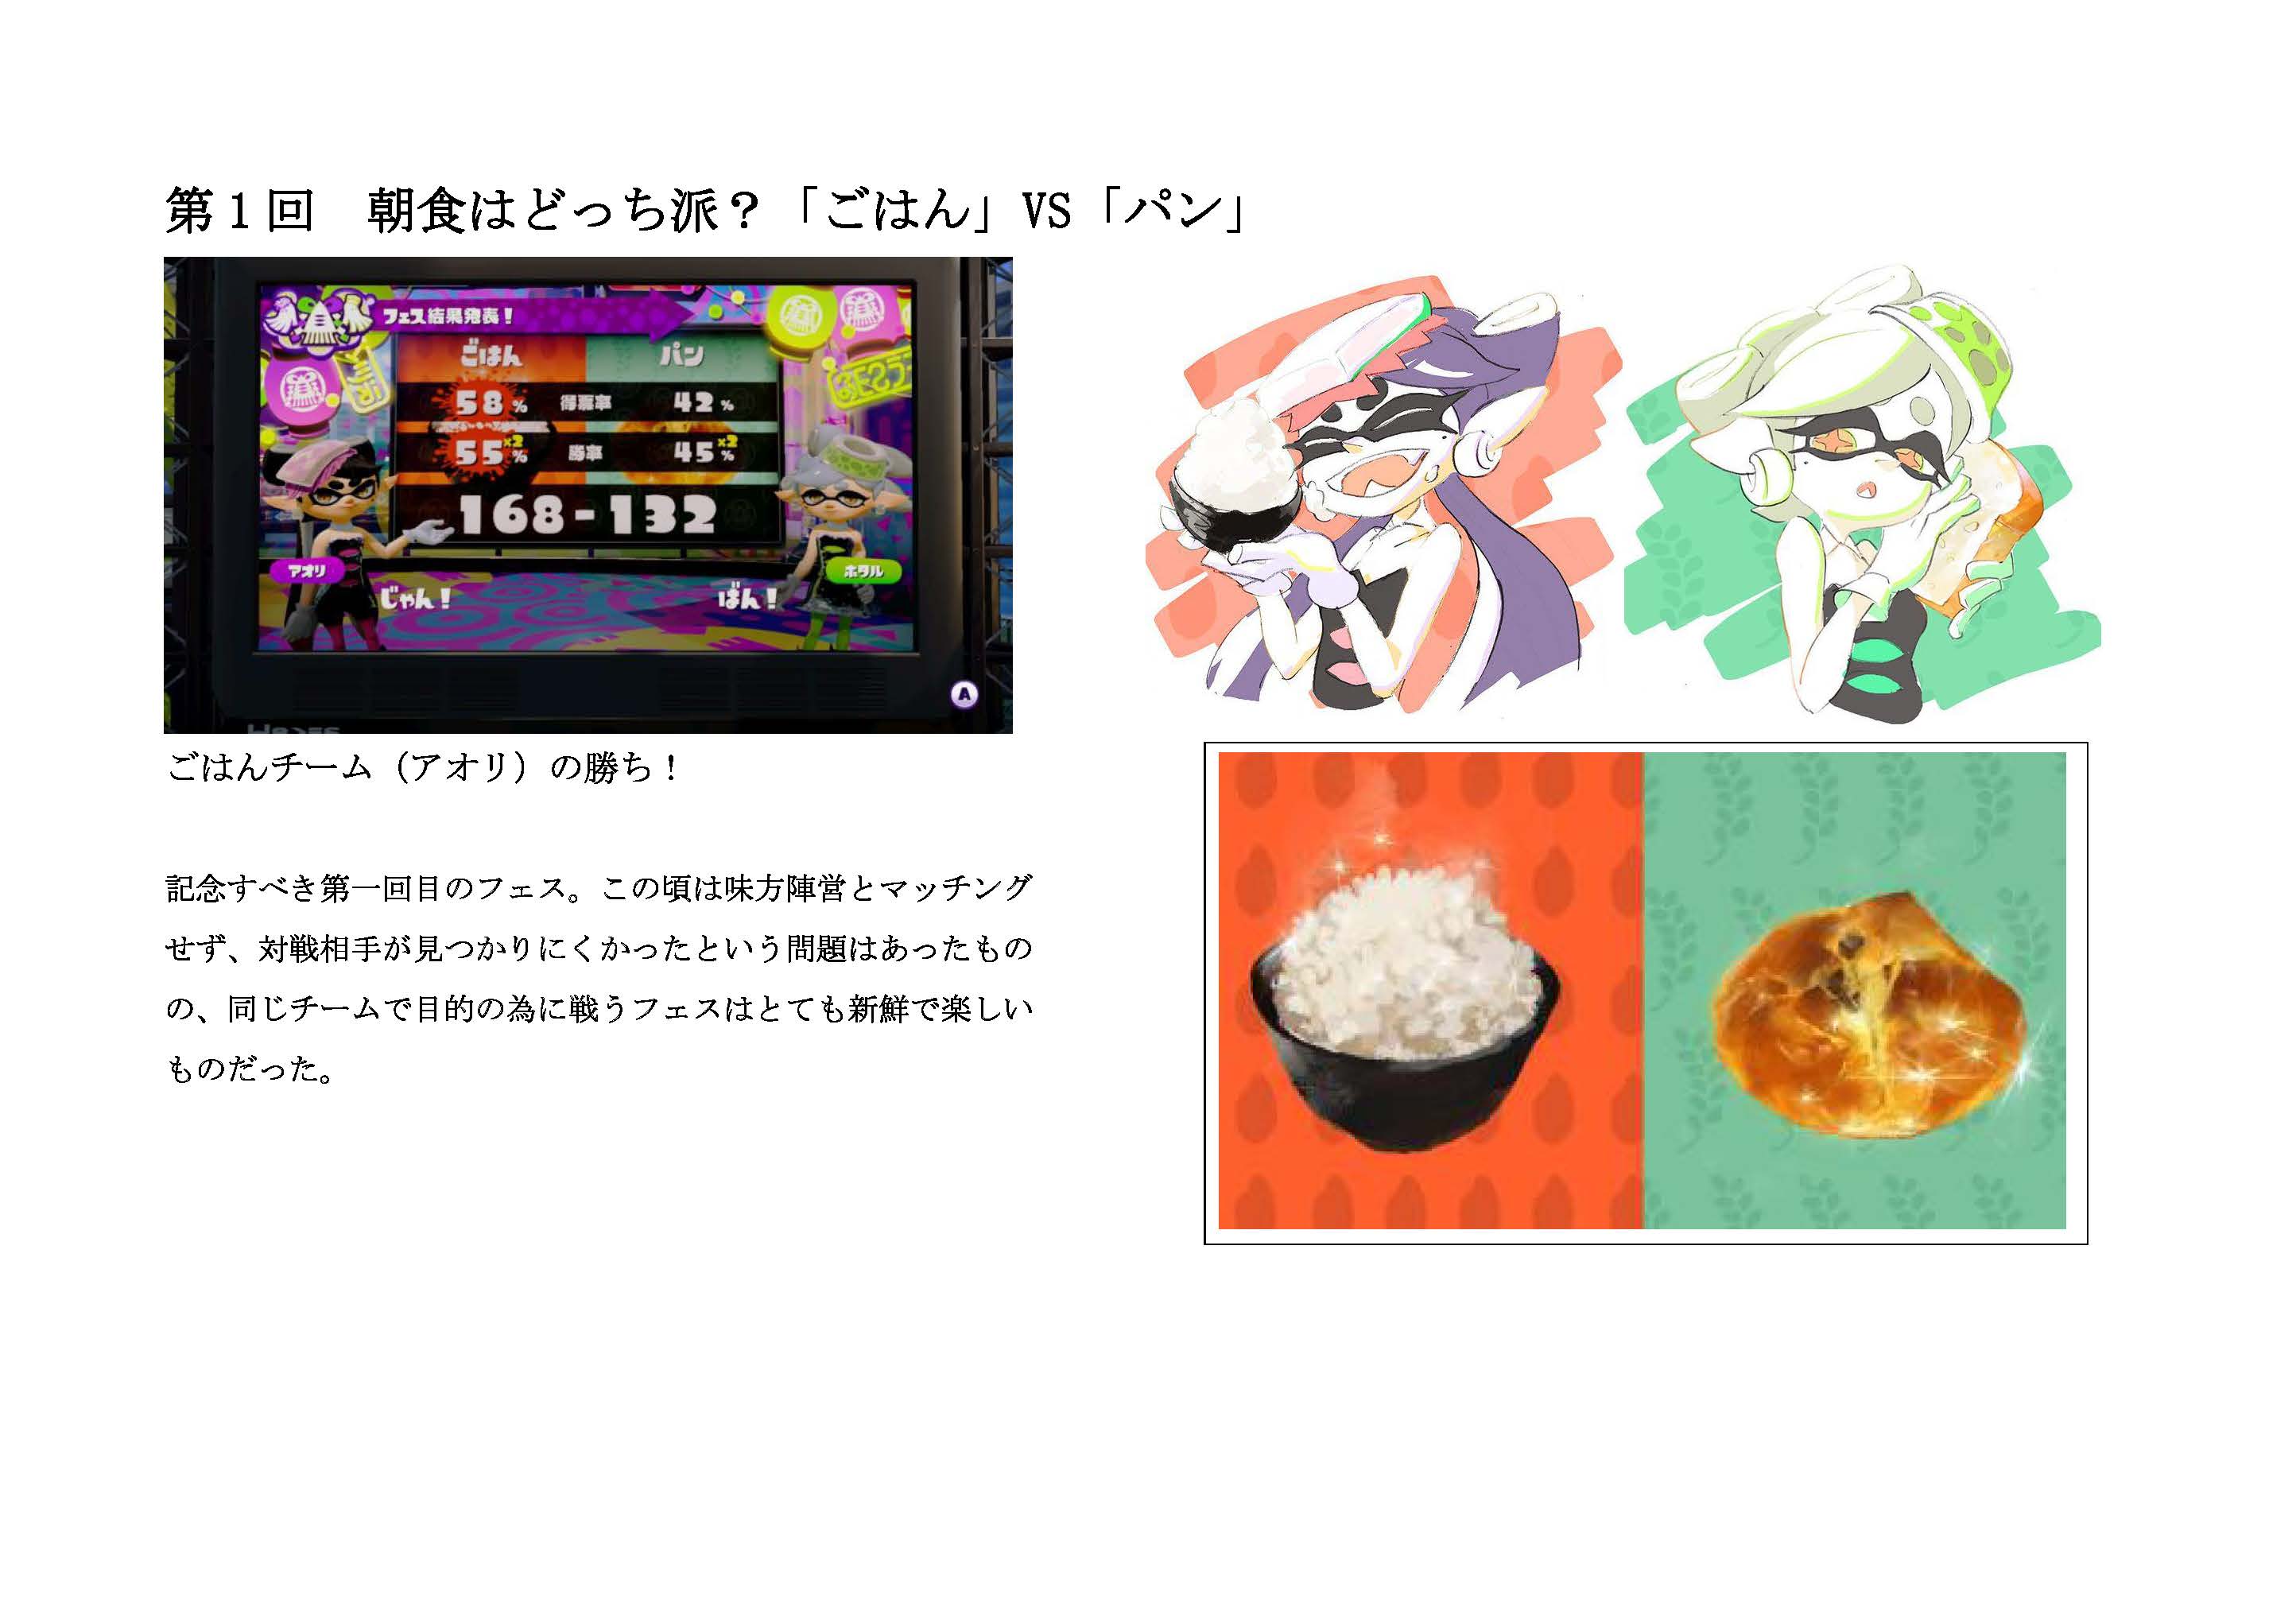 第１回　朝食はどっち派？「ごはん」VS「パン」
フェス結果発表！
ごはん　パン
58%　得票率　42%
55%×2　勝率　45%×2
168-132
アオリ
ホタル
じゃん！
ばん！
A
ごはんチーム（アオリ）の勝ち！
記念すべき第一回目のフェス。この頃は味方陣営とマッチング
せず、対戦相手が見つかりにくかったという問題はあったもの
の、同じチームで目的の為に戦うフェスはとても新鮮で楽しい
ものだった。